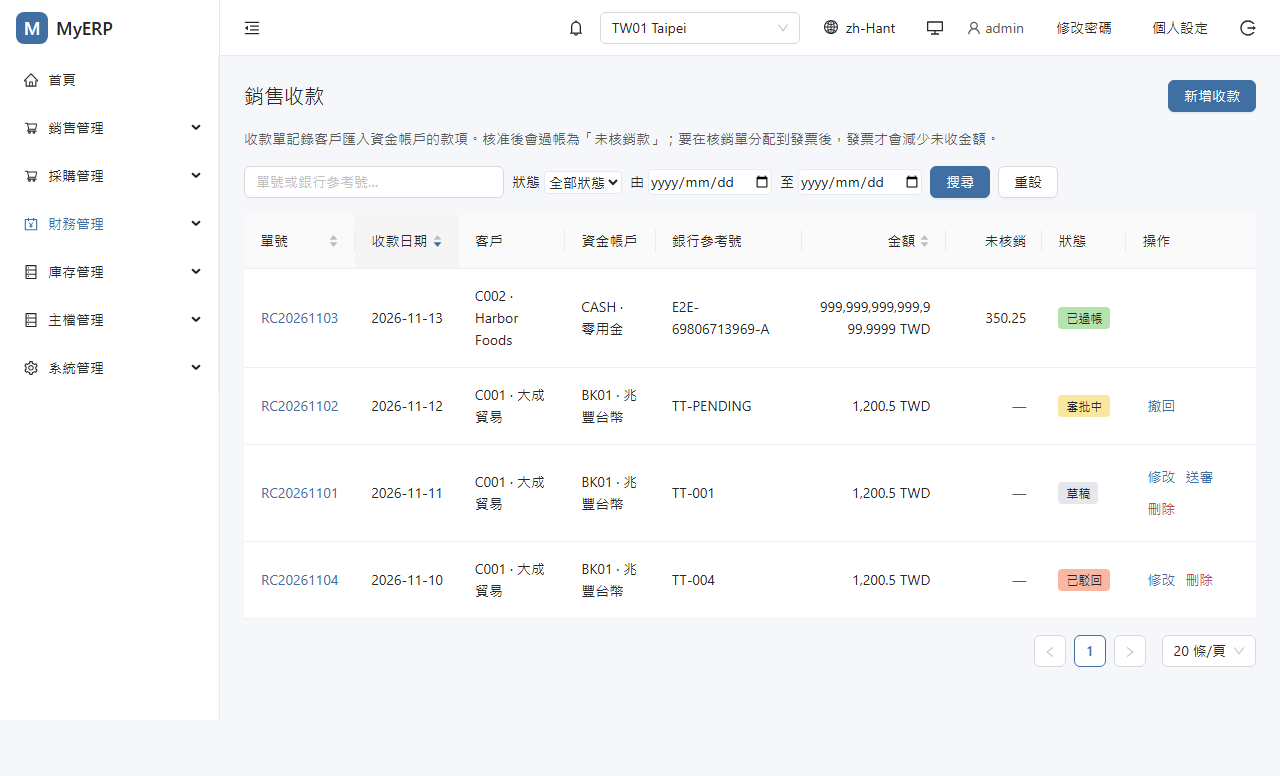 M MyERP
TW01 Taipei
zh-Hant
admin
修改密碼
個人設定
首頁
銷售管理
採購管理
財務管理
庫存管理
主檔管理
系統管理
銷售收款
新增收款
收款單記錄客戶匯入資金帳戶的款項。核准後會過帳為「未核銷款」；要在核銷單分配到發票後，發票才會減少未收金額。
單號或銀行參考號... 狀態 全部狀態 由 yyyy/mm/dd 至 yyyy/mm/dd 搜尋 重設
單號 收款日期 客戶 資金帳戶 銀行參考號 金額 未核銷 狀態 操作
RC20261103 2026-11-13
C002 ·
Harbor
Foods
CASH ·
零用金
E2E-
69806713969-A
999,999,999,999,9
99.9999 TWD
350.25 已過帳
RC20261102 2026-11-12
C001 · 大成
貿易
BK01 · 兆
豐台幣
TT-PENDING 1,200.5 TWD — 審批中 撤回
RC20261101 2026-11-11
C001 · 大成
貿易
BK01 · 兆
豐台幣
TT-001 1,200.5 TWD — 草稿
修改 送審
刪除
RC20261104 2026-11-10
C001 · 大成
貿易
BK01 · 兆
豐台幣
TT-004 1,200.5 TWD — 已駁回 修改 刪除
< 1 > 20 條/頁